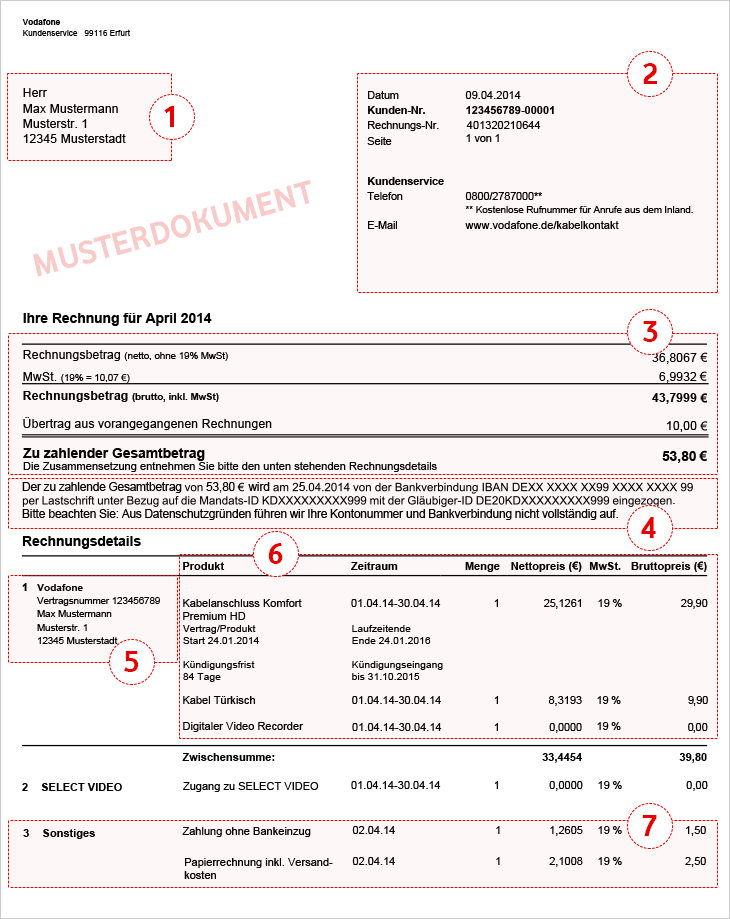 Vodafone
Kundenservice 99116 Erfurt
Herr
Max Mustermann
Musterstr. 1
12345 Musterstadt
1
2
Datum 09.04.2014
Kunden-Nr. 123456789-00001
Rechnungs-Nr. 401320210644
Seite 1 von 1
Kundenservice
Telefon 0800/2787000**
** Kostenlose Rufnummer für Anrufe aus dem Inland.
E-Mail www.vodafone.de/kabelkontakt
MUSTERDOKUMENT
Ihre Rechnung für April 2014
3
Rechnungsbetrag (netto, ohne 19% MwSt) 36,8067 €
MwSt. (19% = 10,07 €) 6,9932 €
Rechnungsbetrag (brutto, inkl. MwSt) 43,7999 €
Übertrag aus vorangegangenen Rechnungen 10,00 €
Zu zahlender Gesamtbetrag 53,80 €
Die Zusammensetzung entnehmen Sie bitte den unten stehenden Rechnungsdetails
Der zu zahlende Gesamtbetrag von 53,80 € wird am 25.04.2014 von der Bankverbindung IBAN DEXX XXXX XX99 XXXX XXXX 99
per Lastschrift unter Bezug auf die Mandats-ID KDXXXXXXXXX999 mit der Gläubiger-ID DE20KDXXXXXXXXX999 eingezogen.
Bitte beachten Sie: Aus Datenschutzgründen führen wir Ihre Kontonummer und Bankverbindung nicht vollständig auf.
4
Rechnungsdetails
6
Produkt Zeitraum Menge Nettopreis (€) MwSt. Bruttopreis (€)
1 Vodafone
Vertragsnummer 123456789
Max Mustermann
Musterstr. 1
12345 Musterstadt
5
Kabelanschluss Komfort 01.04.14-30.04.14 1 25,1261 19 % 29,90
Premium HD
Vertrag/Produkt Laufzeitende
Start 24.01.2014 Ende 24.01.2016
Kündigungsfrist Kündigungseingang
84 Tage bis 31.10.2015
Kabel Türkisch 01.04.14-30.04.14 1 8,3193 19 % 9,90
Digitaler Video Recorder 01.04.14-30.04.14 1 0,0000 19 % 0,00
Zwischensumme: 33,4454 39,80
2 SELECT VIDEO Zugang zu SELECT VIDEO 01.04.14-30.04.14 1 0,0000 19 % 0,00
3 Sonstiges Zahlung ohne Bankeinzug 02.04.14 1 1,2605 19 % 1,50
7
Papierrechnung inkl. Versand- 02.04.14 1 2,1008 19 % 2,50
kosten